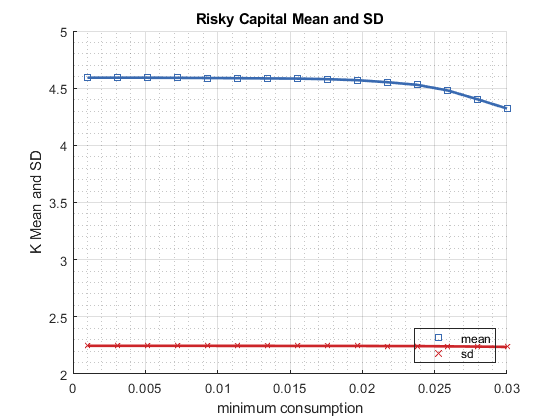 Risky Capital Mean and SD
K Mean and SD
5
4.5
4
3.5
3
2.5
2
mean
sd
0 0.005 0.01 0.015 0.02 0.025 0.03
minimum consumption